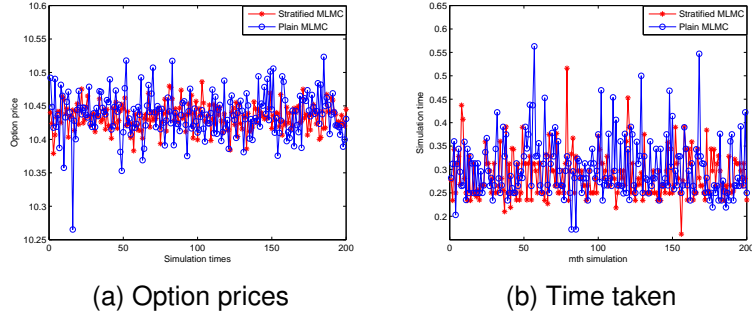 10.6
10.55
10.5
10.45
10.4
10.35
10.3
10.25
Option price
0 50 100 150 200
Simulation times
Stratified MLMC
Plain MLMC
(a) Option prices
0.65
0.6
0.55
0.5
0.45
0.4
0.35
0.3
0.25
0.2
Simulation time
0 50 100 150 200
mth simulation
Stratified MLMC
Plain MLMC
(b) Time taken